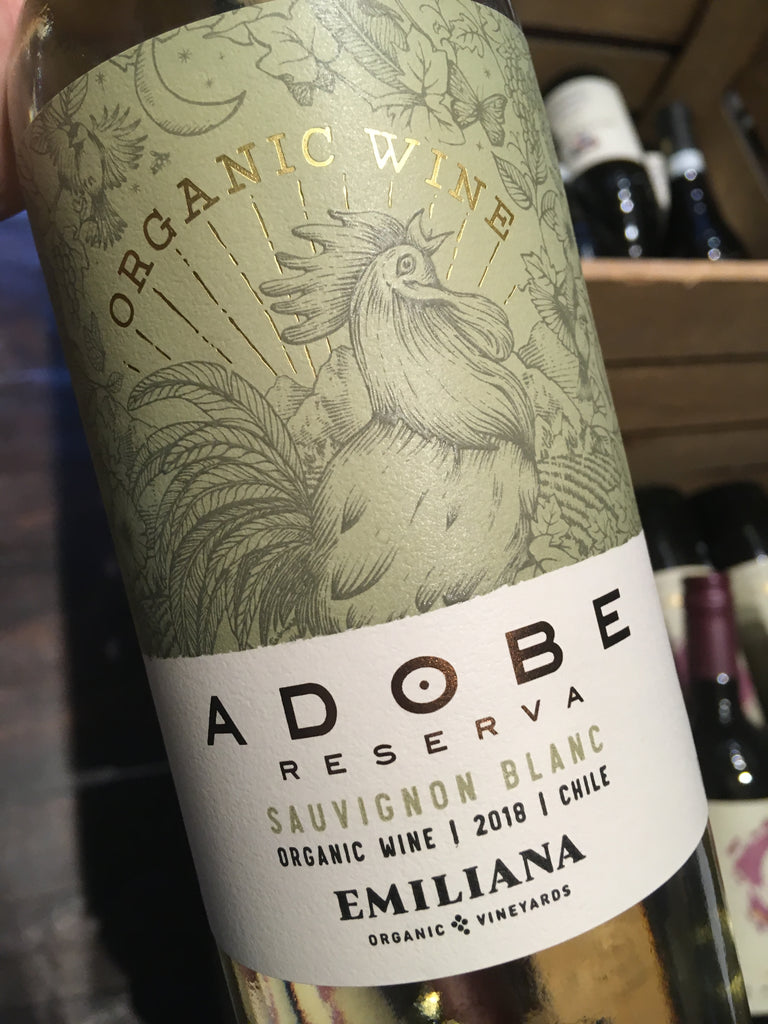 ORGANIC WINE
ADOBE
RESERVA
SAUVIGNON BLANC
ORGANIC WINE | 2018 | CHILE
EMILIANA
ORGANIC VINEYARDS